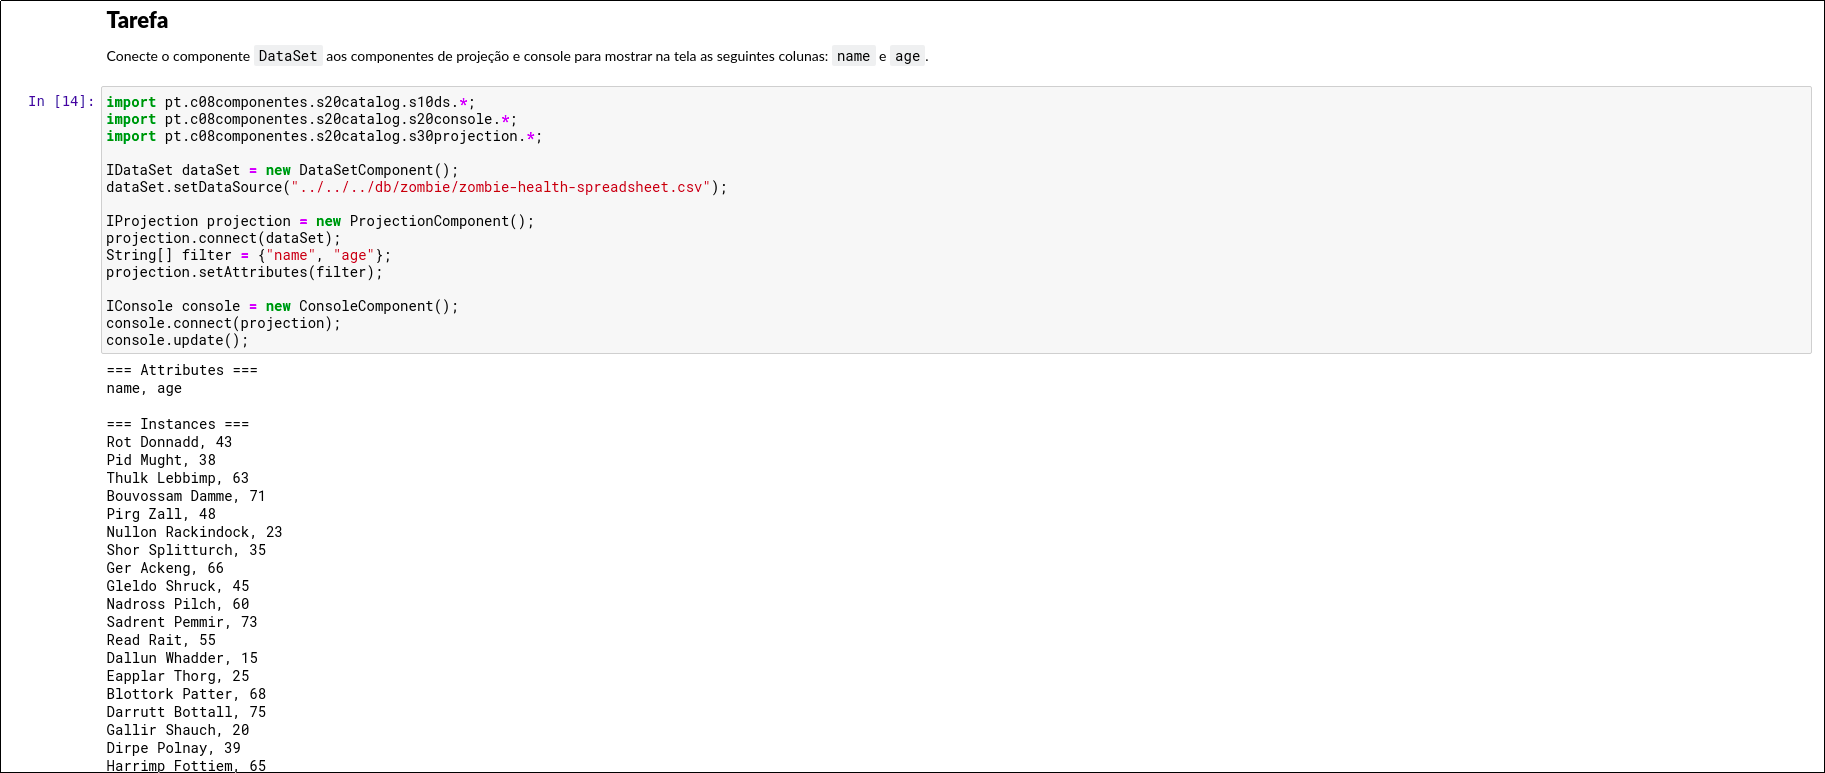 Tarefa
Conecte o componente DataSet aos componentes de projeção e console para mostrar na tela as seguintes colunas: name e age .
In [14]:
import pt.c08componentes.s20catalog.s10ds.*;
import pt.c08componentes.s20catalog.s20console.*;
import pt.c08componentes.s20catalog.s30projection.*;
IDataSet dataSet = new DataSetComponent();
dataSet.setDataSource("../../../db/zombie/zombie-health-spreadsheet.csv");
IProjection projection = new ProjectionComponent();
projection.connect(dataSet);
String[] filter = {"name", "age"};
projection.setAttributes(filter);
IConsole console = new ConsoleComponent();
console.connect(projection);
console.update();
=== Attributes ===
name, age
=== Instances ===
Rot Donnadd, 43
Pid Mught, 38
Thulk Lebbimp, 63
Bouvossam Damme, 71
Pirg Zall, 48
Nullon Rackindock, 23
Shor Splitturch, 35
Ger Ackeng, 66
Gleldo Shruck, 45
Nadross Pilch, 60
Sadrent Pemmir, 73
Read Rait, 55
Dallun Whadder, 15
Eapplar Thorg, 25
Blottork Patter, 68
Darrutt Bottall, 75
Gallir Shauch, 20
Dirpe Polnay, 39
Harrimp Fottiem, 65